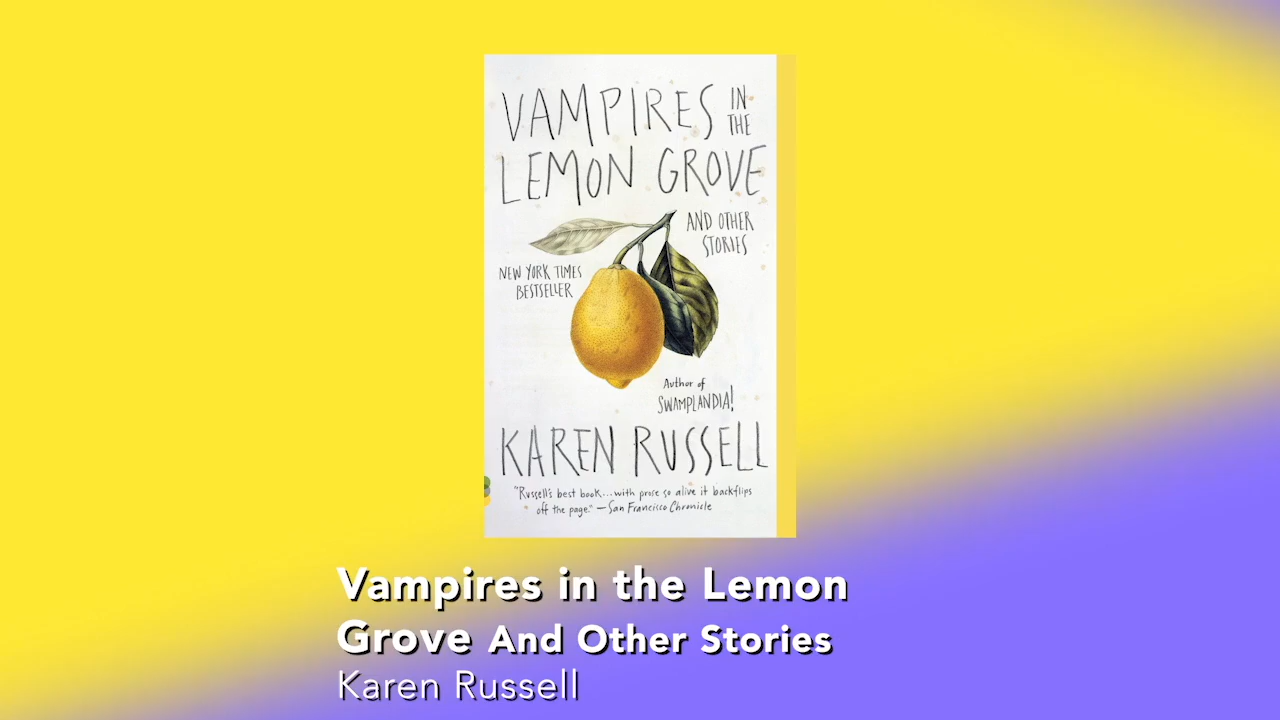 VAMPIRES IN THE
LEMON GROVE
AND OTHER
STORIES
NEW YORK TIMES
BESTSELLER
Author of
SWAMPLANDIA!
KAREN RUSSELL
"Russell's best book...with prose so alive it backflips
off the page." —San Francisco Chronicle
Vampires in the Lemon
Grove And Other Stories
Karen Russell